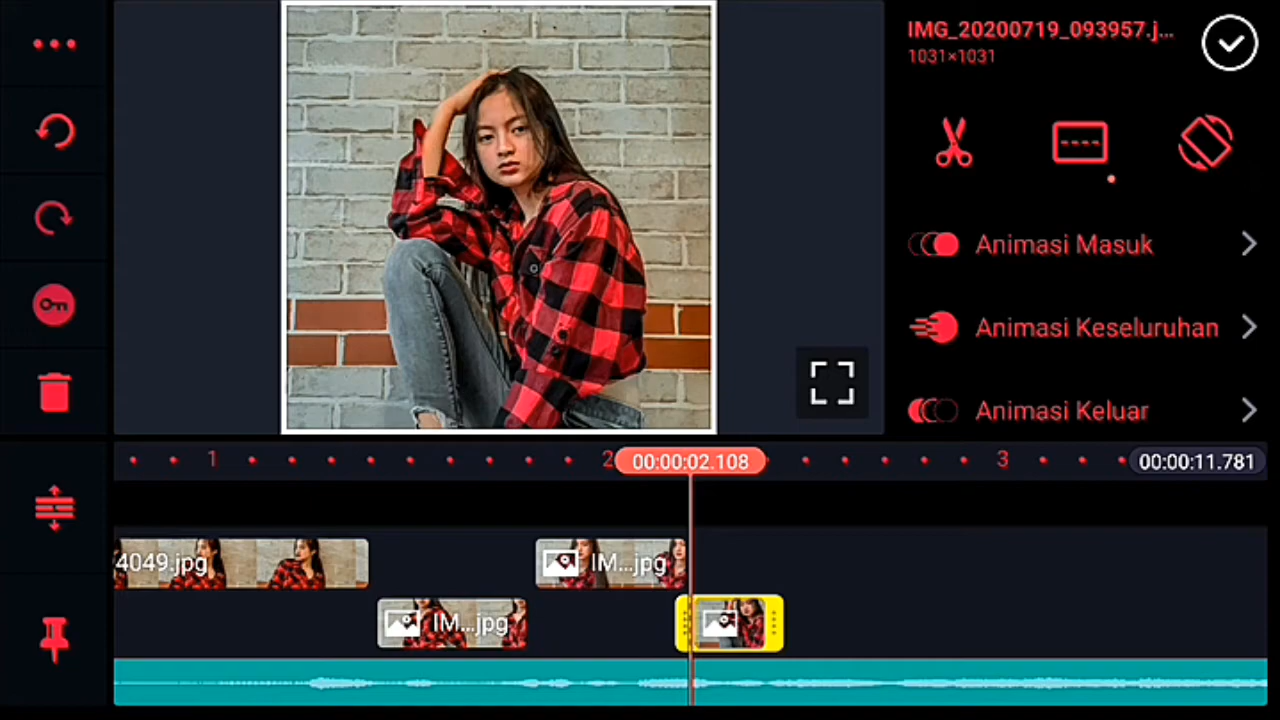 IMG_20200719_093957.j...
1031×1031
Animasi Masuk
Animasi Keseluruhan
Animasi Keluar
1
2
00:00:02.108
3
00:00:11.781
4049.jpg
IM...jpg
IM...jpg